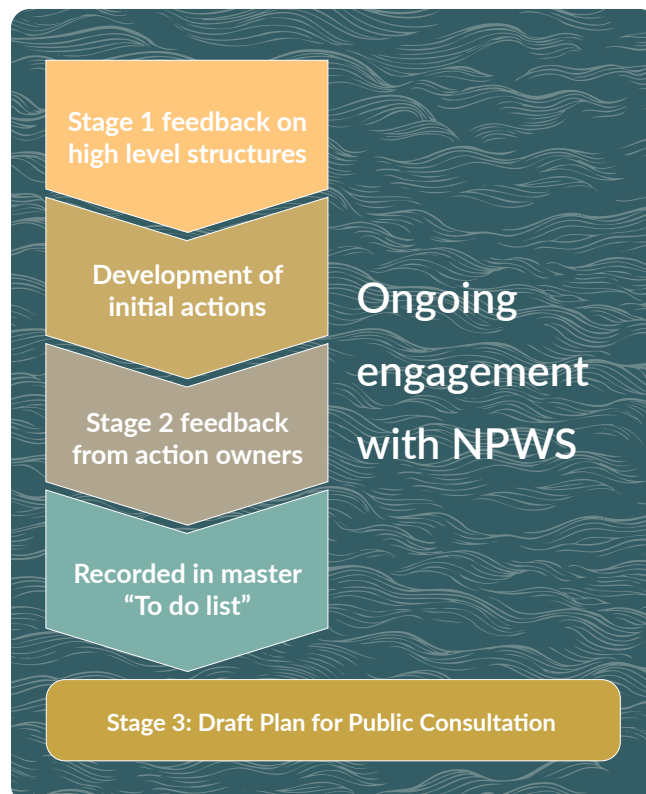 Stage 1 feedback on
high level structures
Development of
initial actions
Stage 2 feedback
from action owners
Recorded in master
“To do list”
Ongoing
engagement
with NPWS
Stage 3: Draft Plan for Public Consultation